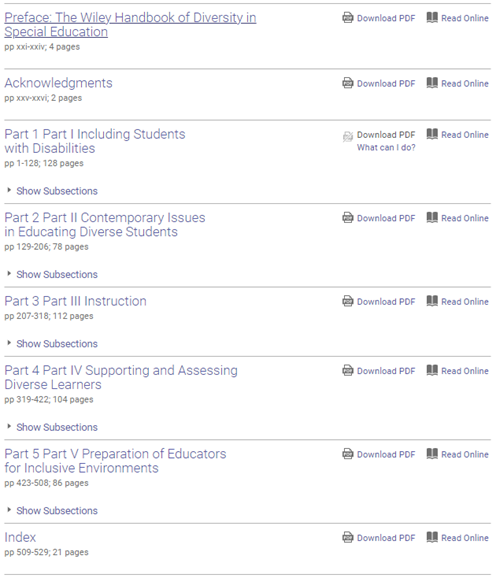 Preface: The Wiley Handbook of Diversity in
Special Education
pp xxi-xxiv; 4 pages
Download PDF
Read Online
Acknowledgments
pp xxv-xxvi; 2 pages
Download PDF
Read Online
Part 1 Part I Including Students
with Disabilities
pp 1-128; 128 pages
Download PDF
What can I do?
Read Online
Show Subsections
Part 2 Part II Contemporary Issues
in Educating Diverse Students
pp 129-206; 78 pages
Download PDF
Read Online
Show Subsections
Part 3 Part III Instruction
pp 207-318; 112 pages
Download PDF
Read Online
Show Subsections
Part 4 Part IV Supporting and Assessing
Diverse Learners
pp 319-422; 104 pages
Download PDF
Read Online
Show Subsections
Part 5 Part V Preparation of Educators
for Inclusive Environments
pp 423-508; 86 pages
Download PDF
Read Online
Show Subsections
Index
pp 509-529; 21 pages
Download PDF
Read Online